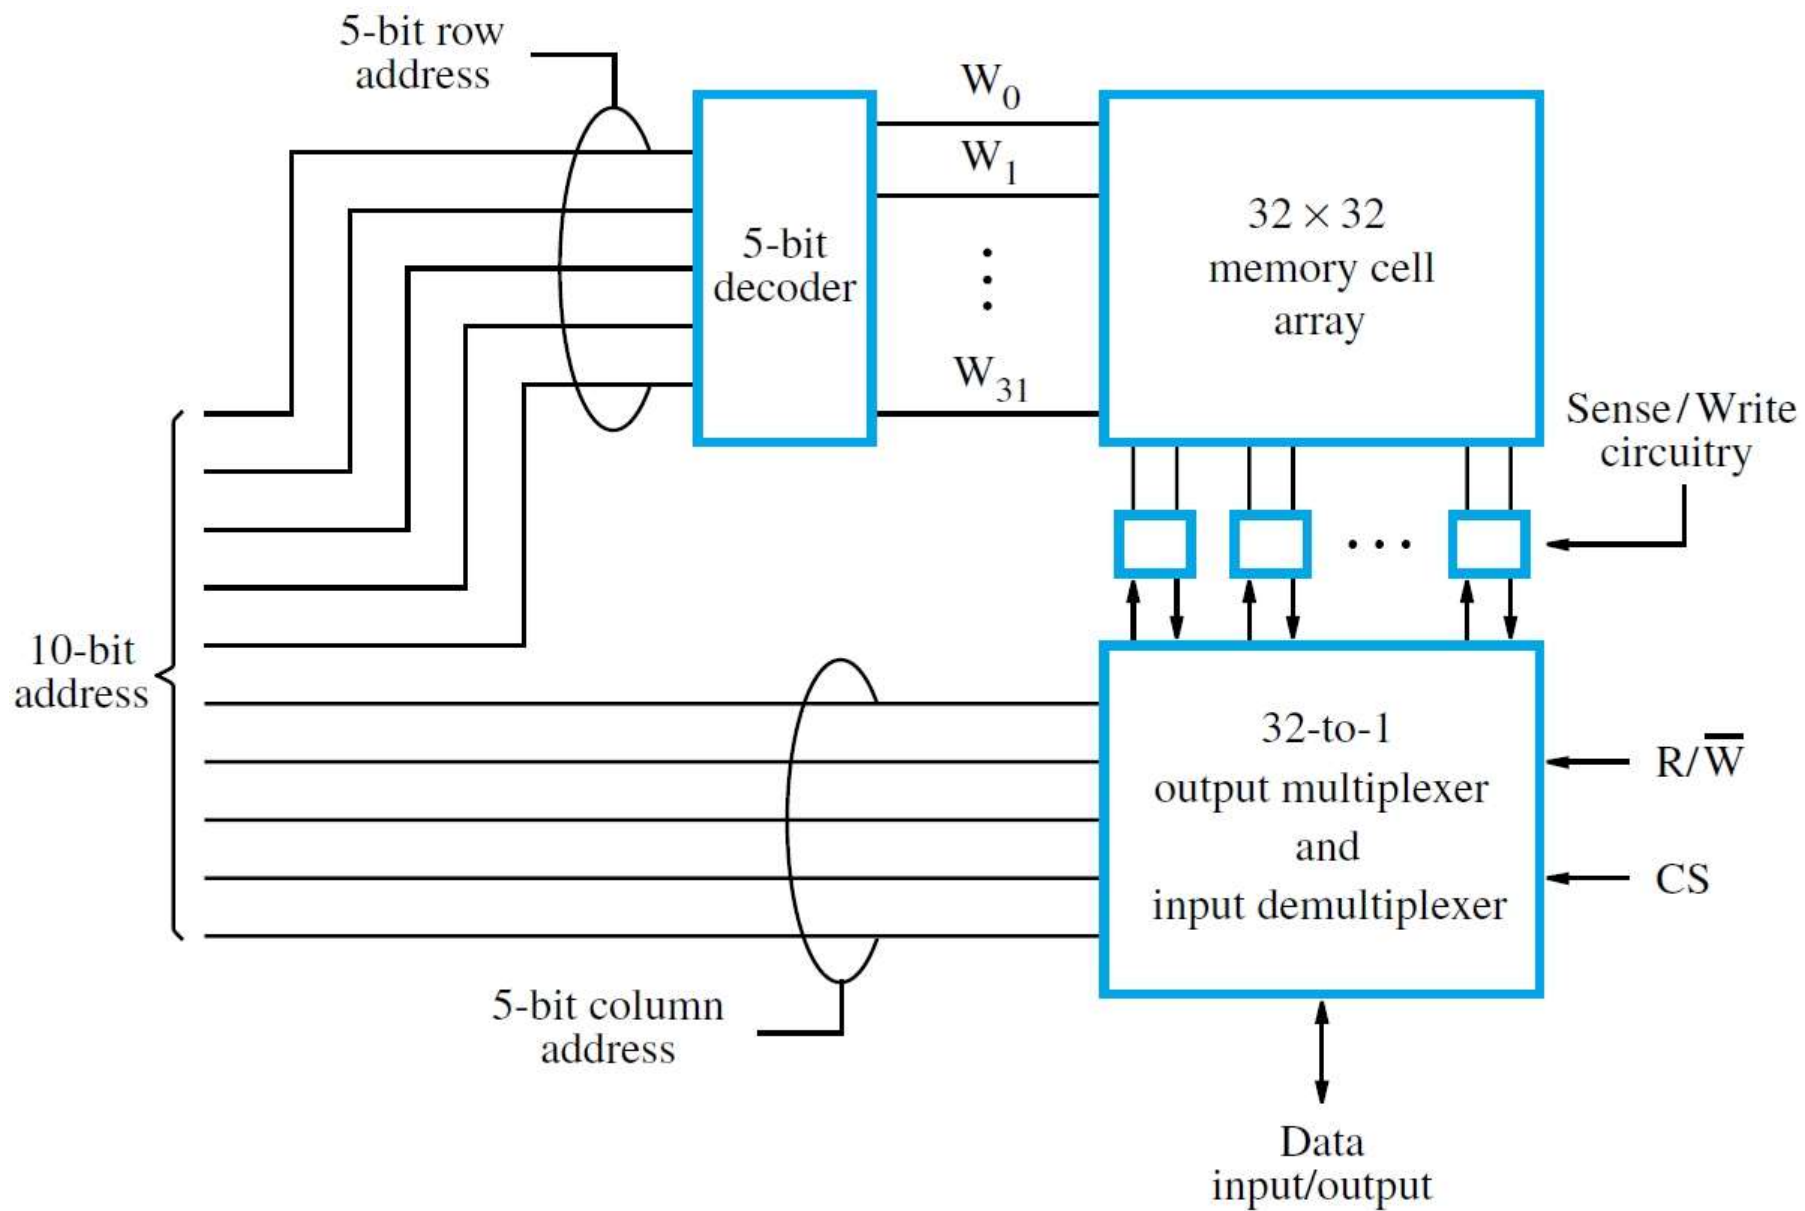 5-bit row
address
W0
W1
5-bit
decoder
32 × 32
memory cell
array
W31
Sense/Write
circuitry
10-bit
address
32-to-1
output multiplexer
and
input demultiplexer
R/W̅
CS
5-bit column
address
Data
input/output